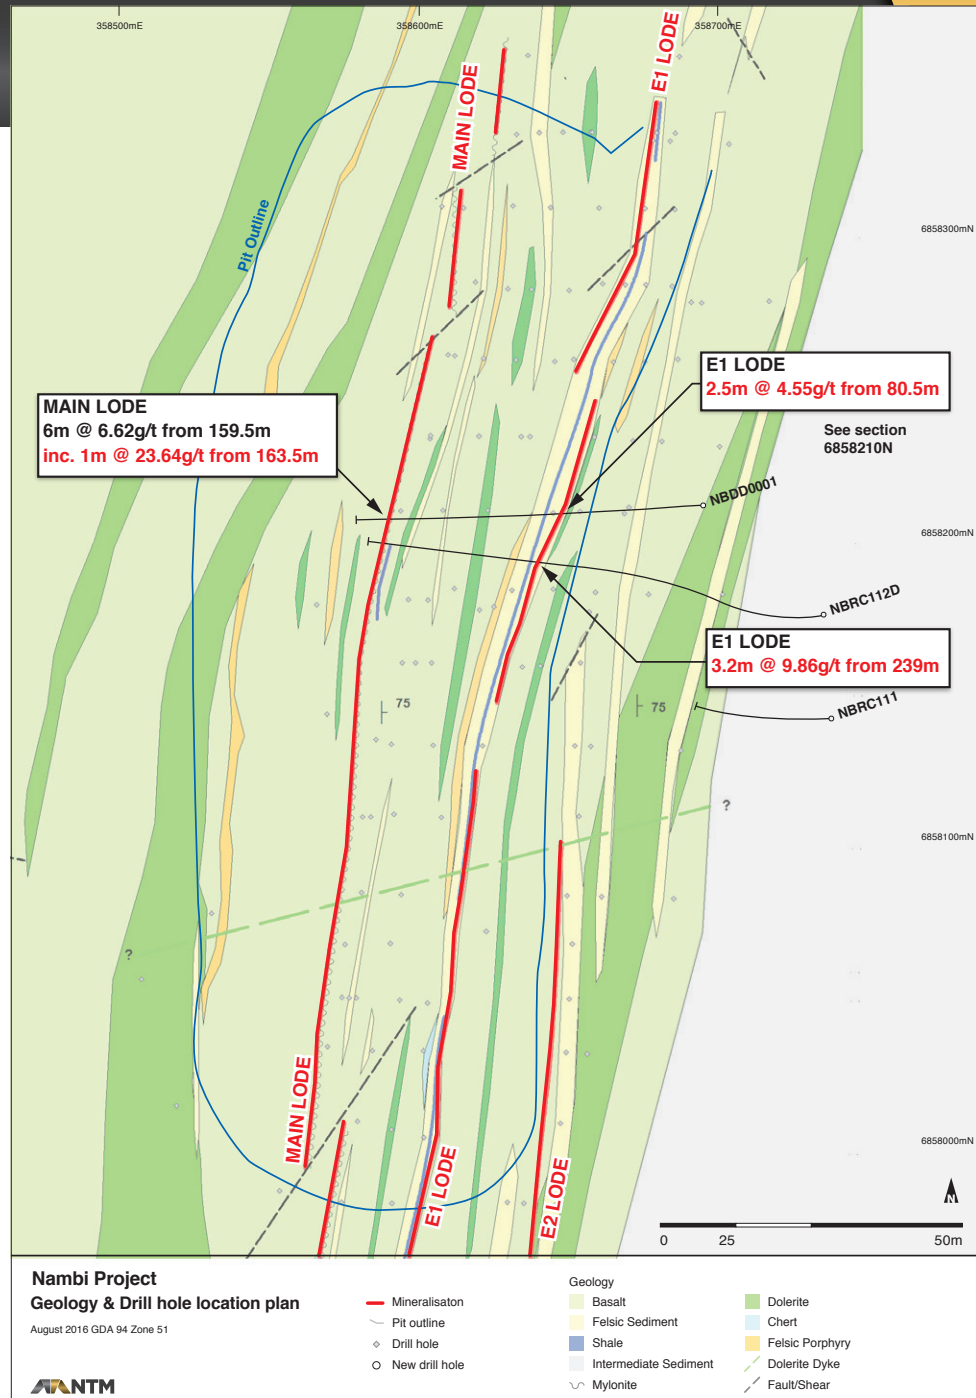 358500mE
358600mE
358700mE
MAIN LODE
E1 LODE
Pit Outline
6858300mN
E1 LODE
2.5m @ 4.55g/t from 80.5m
MAIN LODE
6m @ 6.62g/t from 159.5m
inc. 1m @ 23.64g/t from 163.5m
See section
6858210N
NBDD0001
6858200mN
NBRC112D
E1 LODE
3.2m @ 9.86g/t from 239m
75
75
NBRC111
?
6858100mN
?
MAIN LODE
6858000mN
E1 LODE
E2 LODE
N
0 25 50m
Nambi Project
Geology & Drill hole location plan
August 2016 GDA 94 Zone 51
NTM
Mineralisaton
Pit outline
Drill hole
New drill hole
Geology
Basalt
Felsic Sediment
Shale
Intermediate Sediment
Mylonite
Dolerite
Chert
Felsic Porphyry
Dolerite Dyke
Fault/Shear